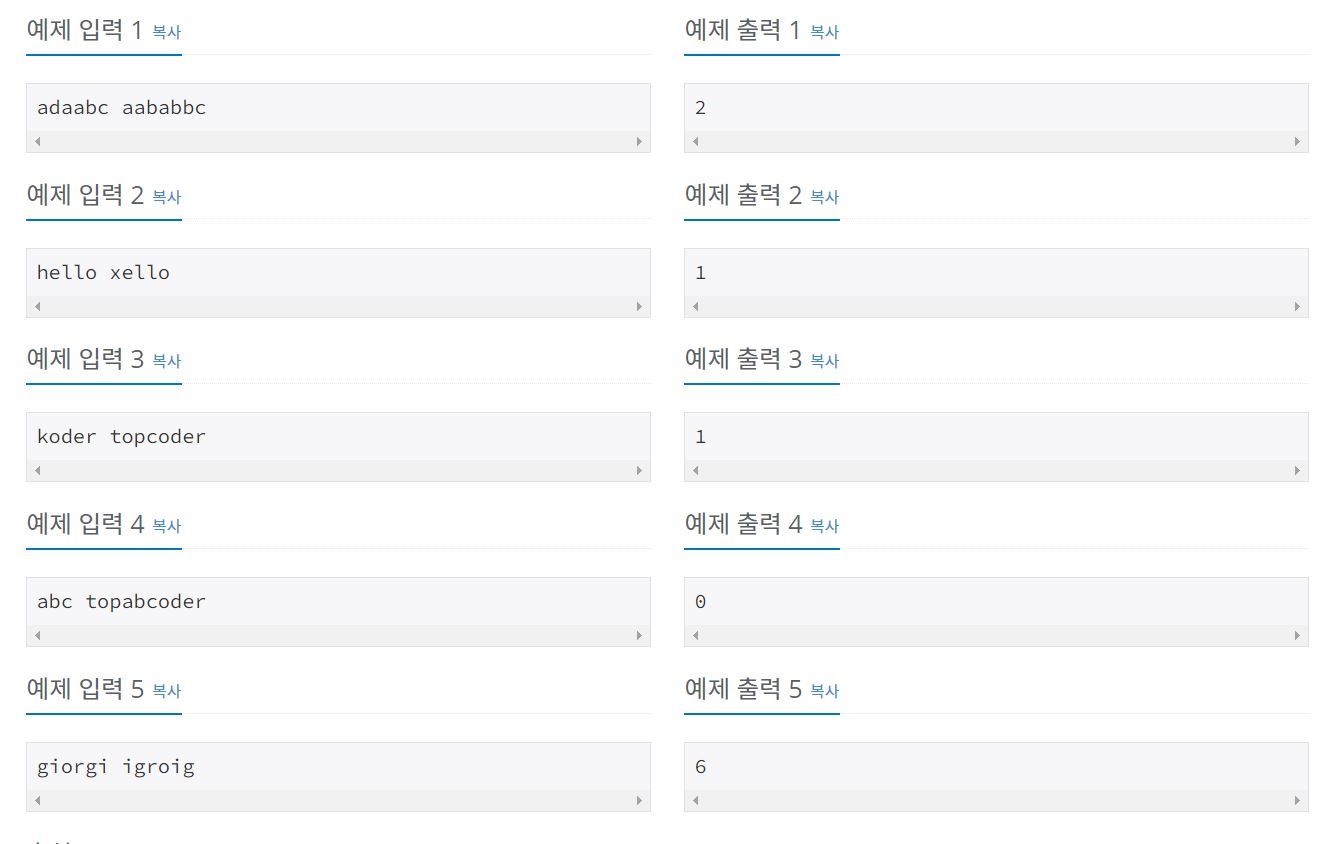 예제 입력 1 복사
예제 출력 1 복사
adaabc aababbc
2
예제 입력 2 복사
예제 출력 2 복사
hello xello
1
예제 입력 3 복사
예제 출력 3 복사
koder topcoder
1
예제 입력 4 복사
예제 출력 4 복사
abc topabcoder
0
예제 입력 5 복사
예제 출력 5 복사
giorgi igroig
6